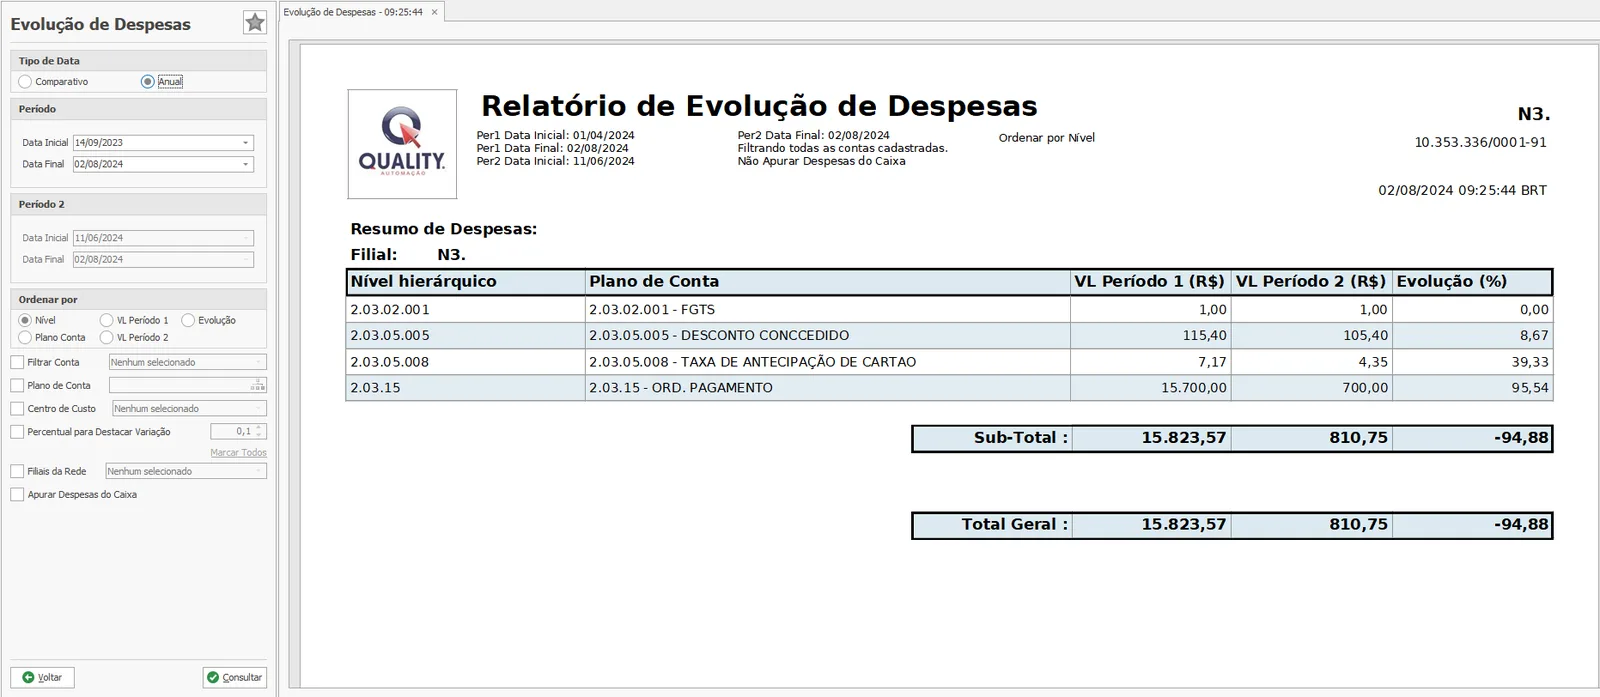 Evolução de Despesas
Tipo de Data
Comparativo Anual
Período
Data Inicial 14/09/2023
Data Final 02/08/2024
Período 2
Data Inicial 11/06/2024
Data Final 02/08/2024
Ordenar por
Nível VL Período 1 Evolução
Plano Conta VL Período 2
Filtrar Conta Nenhum selecionado
Plano de Conta
Centro de Custo Nenhum selecionado
Percentual para Destacar Variação 0,1
Marcar Todos
Filiais da Rede Nenhum selecionado
Apurar Despesas do Caixa
Voltar Consultar
Evolução de Despesas - 09:25:44 ×
QUALITY.
AUTOMAÇÃO
Relatório de Evolução de Despesas
N3.
Per1 Data Inicial: 01/04/2024 Per2 Data Final: 02/08/2024 Ordenar por Nível
Per1 Data Final: 02/08/2024 Filtrando todas as contas cadastradas.
Per2 Data Inicial: 11/06/2024 Não Apurar Despesas do Caixa
10.353.336/0001-91
02/08/2024 09:25:44 BRT
Resumo de Despesas:
Filial: N3.
Nível hierárquico Plano de Conta VL Período 1 (R$) VL Período 2 (R$) Evolução (%)
2.03.02.001 2.03.02.001 - FGTS 1,00 1,00 0,00
2.03.05.005 2.03.05.005 - DESCONTO CONCCEDIDO 115,40 105,40 8,67
2.03.05.008 2.03.05.008 - TAXA DE ANTECIPAÇÃO DE CARTAO 7,17 4,35 39,33
2.03.15 2.03.15 - ORD. PAGAMENTO 15.700,00 700,00 95,54
Sub-Total : 15.823,57 810,75 -94,88
Total Geral : 15.823,57 810,75 -94,88